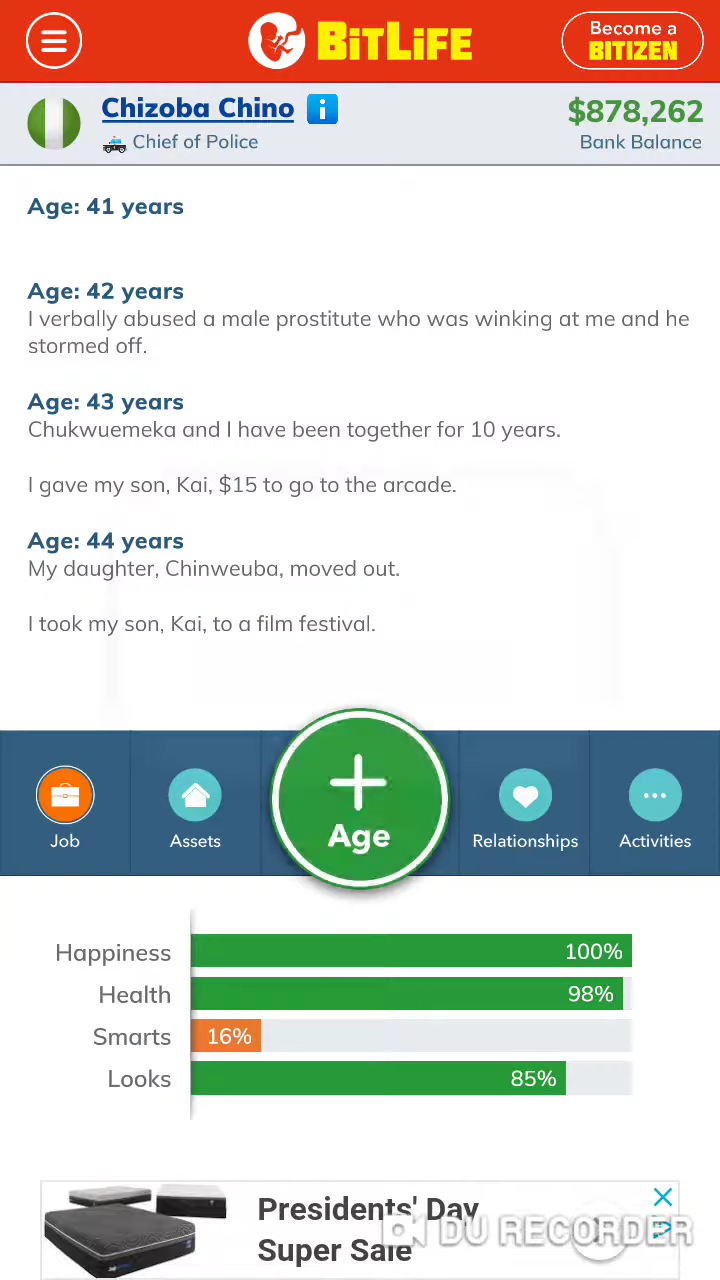 BiTLiFE
Become a
BITIZEN
Chizoba Chino i
$878,262
Chief of Police
Bank Balance
Age: 41 years
Age: 42 years
I verbally abused a male prostitute who was winking at me and he
stormed off.
Age: 43 years
Chukwuemeka and I have been together for 10 years.
I gave my son, Kai, $15 to go to the arcade.
Age: 44 years
My daughter, Chinweuba, moved out.
I took my son, Kai, to a film festival.
Job
Assets
+
Age
Relationships
Activities
Happiness 100%
Health 98%
Smarts 16%
Looks 85%
Presidents' Day
Super Sale
DU RECORDER